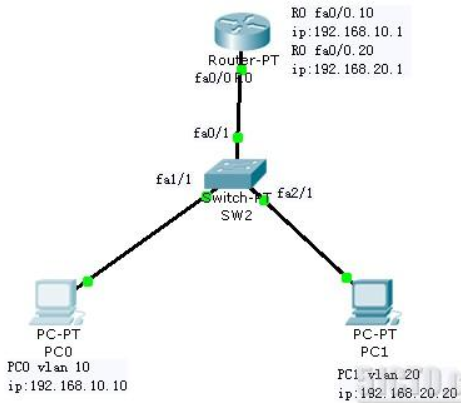 R0 fa0/0.10
ip:192.168.10.1
R0 fa0/0.20
ip:192.168.20.1
Router-PT
fa0/0 R0
fa0/1
fa1/1
fa2/1
Switch-PT
SW2
PC-PT
PC0
PC0 vlan 10
ip:192.168.10.10
PC-PT
PC1
PC1 vlan 20
ip:192.168.20.20